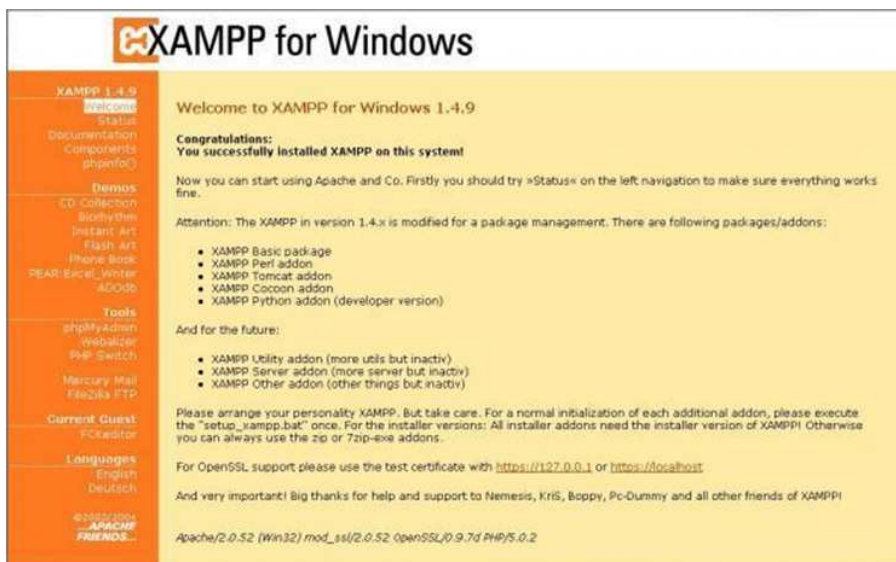 XAMPP for Windows
XAMPP 1.4.9
Welcome
Status
Documentation
Components
phpinfo()
Demos
CD Collection
Biorhythm
Instant Art
Flash Art
Phone Book
PEAR:Excel_Writer
ADOdb
Tools
phpMyAdmin
Webalizer
PHP Switch
Mercury Mail
FileZilla FTP
Current Guest
FCKeditor
Languages
English
Deutsch
©2002/2004
...APACHE
FRIENDS...
Welcome to XAMPP for Windows 1.4.9
Congratulations:
You successfully installed XAMPP on this system!
Now you can start using Apache and Co. Firstly you should try »Status« on the left navigation to make sure everything works
fine.
Attention: The XAMPP in version 1.4.x is modified for a package management. There are following packages/addons:
• XAMPP Basic package
• XAMPP Perl addon
• XAMPP Tomcat addon
• XAMPP Cocoon addon
• XAMPP Python addon (developer version)
And for the future:
• XAMPP Utility addon (more utils but inactiv)
• XAMPP Server addon (more server but inactiv)
• XAMPP Other addon (other things but inactiv)
Please arrange your personality XAMPP. But take care. For a normal initialization of each additional addon, please execute
the "setup_xampp.bat" once. For the installer versions: All installer addons need the installer version of XAMPP! Otherwise
you can always use the zip or 7zip-exe addons.
For OpenSSL support please use the test certificate with https://127.0.0.1 or https://localhost
And very important! Big thanks for help and support to Nemesis, KriS, Boppy, Pc-Dummy and all other friends of XAMPP!
Apache/2.0.52 (Win32) mod_ssl/2.0.52 OpenSSL/0.9.7d PHP/5.0.2